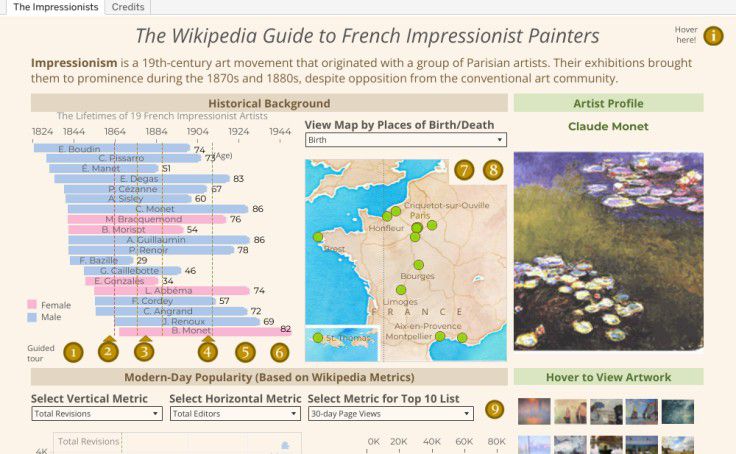 The Impressionists Credits
The Wikipedia Guide to French Impressionist Painters
Hover
here!
i
Impressionism is a 19th-century art movement that originated with a group of Parisian artists. Their exhibitions brought
them to prominence during the 1870s and 1880s, despite opposition from the conventional art community.
Historical Background
The Lifetimes of 19 French Impressionist Artists
1824 1844 1864 1884 1904 1924 1944
E. Boudin 74
C. Pissarro 73 (Age)
É. Manet 51
E. Degas 83
P. Cézanne 67
A. Sisley 60
C. Monet 86
M. Bracquemond 76
B. Morispt 54
A. Guillaumin 86
P. Renoir 78
F. Bazille 29
G. Caillebotte 46
E. Gonzalès 34
L. Abbéma 74
F. Cordey 57
C. Angrand 72
J. Renoux 69
B. Monet 82
Female
Male
Guided
tour
1 2 3 4 5 6
View Map by Places of Birth/Death
Birth
7 8
Criquetot-sur-Ouville
Paris
Honfleur
Brest
Bourges
Limoges
FRANCE
Aix-en-Provence
Montpellier
St. Thomas
Artist Profile
Claude Monet
Modern-Day Popularity (Based on Wikipedia Metrics)
Select Vertical Metric Select Horizontal Metric Select Metric for Top 10 List
Total Revisions Total Editors 30-day Page Views
9
Total Revisions
4K
0K 20K 40K 60K 80K
Hover to View Artwork